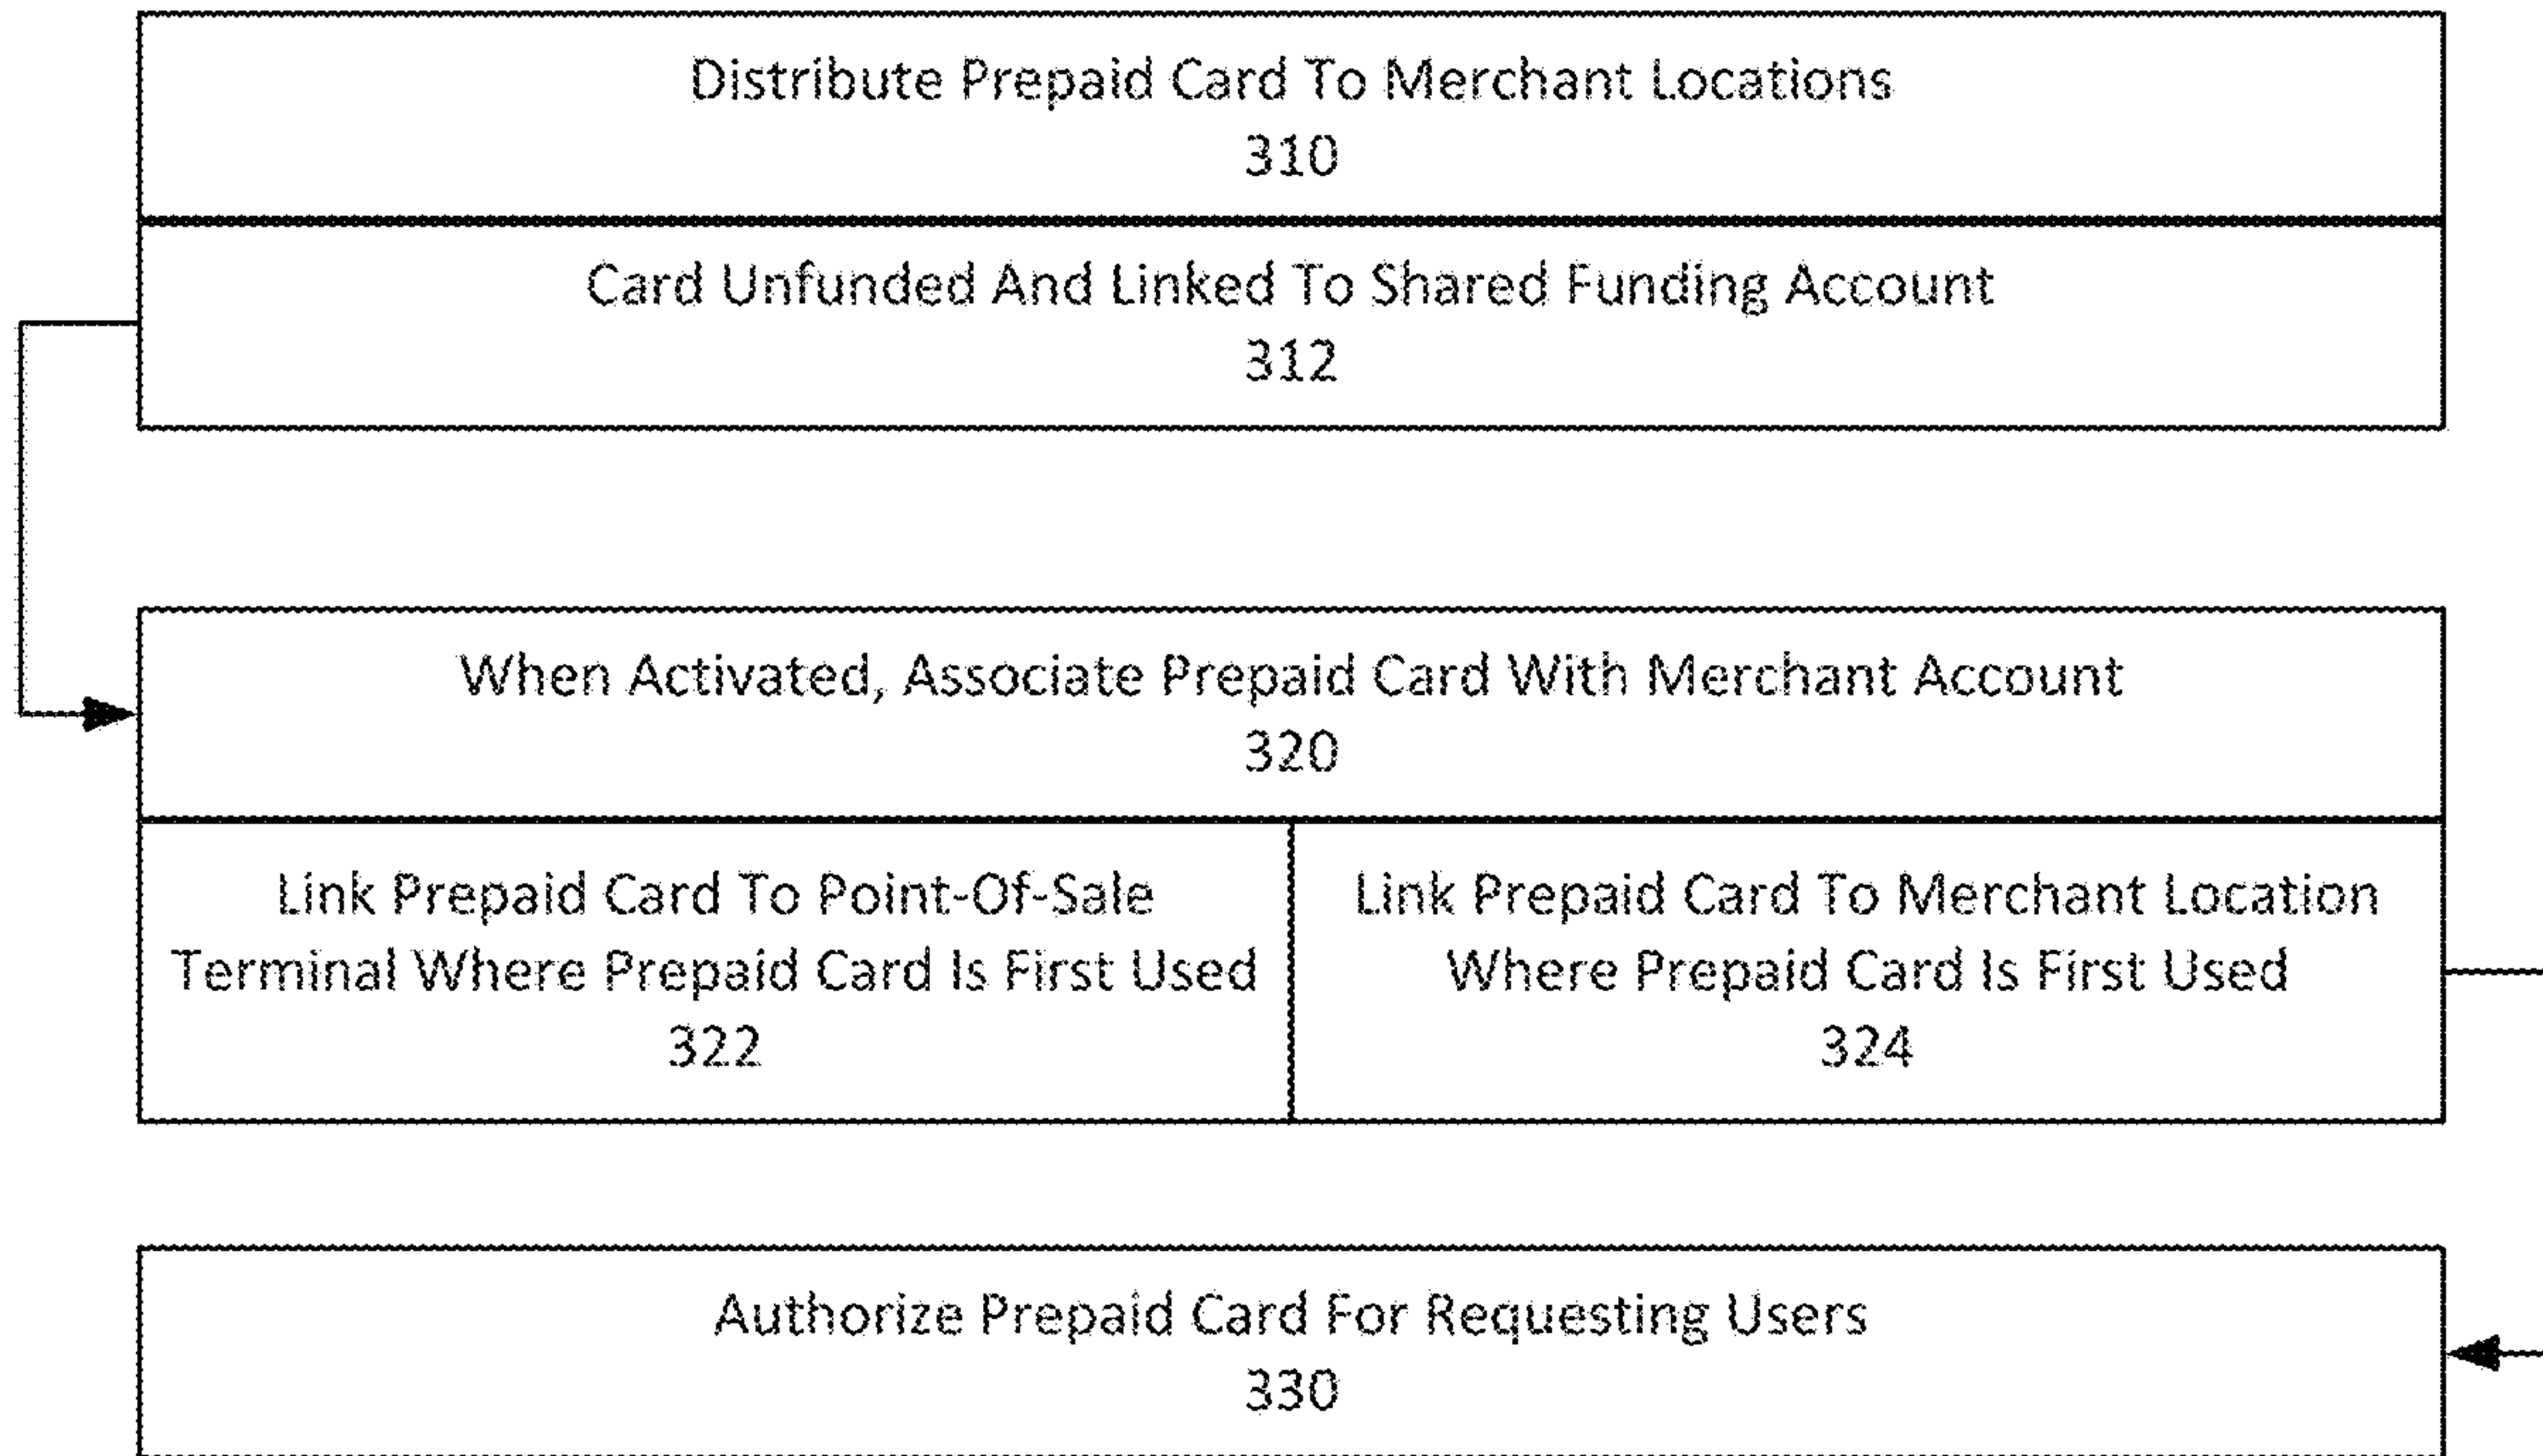 Distribute Prepaid Card To Merchant Locations
310
Card Unfunded And Linked To Shared Funding Account
312
When Activated, Associate Prepaid Card With Merchant Account
320
Link Prepaid Card To Point-Of-Sale
Terminal Where Prepaid Card Is First Used
322
Link Prepaid Card To Merchant Location
Where Prepaid Card Is First Used
324
Authorize Prepaid Card For Requesting Users
330